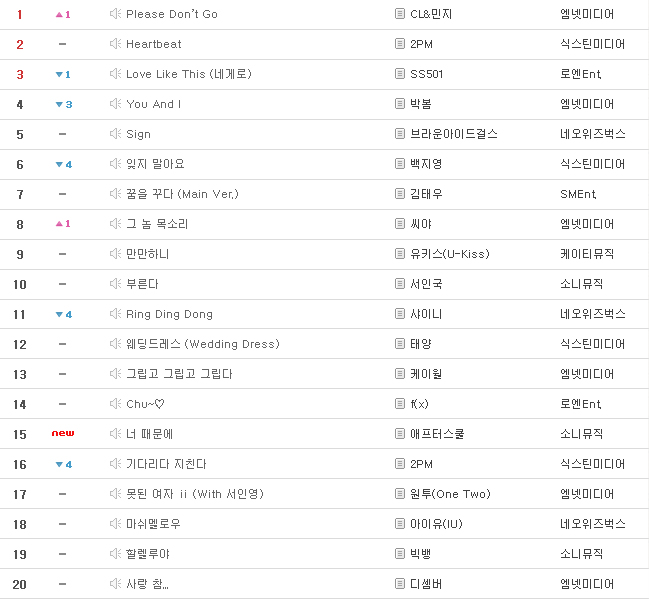 1 ▲1 Please Don't Go CL&민지 엠넷미디어
2 – Heartbeat 2PM 식스틴미디어
3 ▼1 Love Like This (네게로) SS501 로엔Ent.
4 ▼3 You And I 박봄 엠넷미디어
5 – Sign 브라운아이드걸스 네오위즈벅스
6 ▼4 잊지 말아요 백지영 식스틴미디어
7 – 꿈을 꾸다 (Main Ver.) 김태우 SMEnt.
8 ▲1 그 놈 목소리 씨야 엠넷미디어
9 – 만만하니 유키스(U-Kiss) 케이티뮤직
10 – 부른다 서인국 소니뮤직
11 ▼4 Ring Ding Dong 샤이니 네오위즈벅스
12 – 웨딩드레스 (Wedding Dress) 태양 식스틴미디어
13 – 그립고 그립고 그립다 케이윌 엠넷미디어
14 – Chu~♡ f(x) 로엔Ent.
15 new 너 때문에 애프터스쿨 소니뮤직
16 ▼4 기다리다 지친다 2PM 식스틴미디어
17 – 못된 여자 ii (With 서인영) 원투(One Two) 엠넷미디어
18 – 마쉬멜로우 아이유(IU) 네오위즈벅스
19 – 할렐루야 빅뱅 소니뮤직
20 – 사랑 참... 디셈버 엠넷미디어